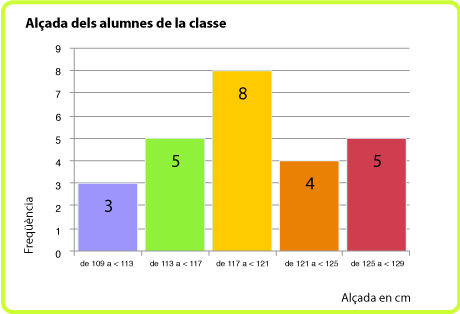 Alçada dels alumnes de la classe
9
8
7
6
5
4
3
2
1
0
Freqüència
3
5
8
4
5
de 109 a < 113
de 113 a < 117
de 117 a < 121
de 121 a < 125
de 125 a < 129
Alçada en cm